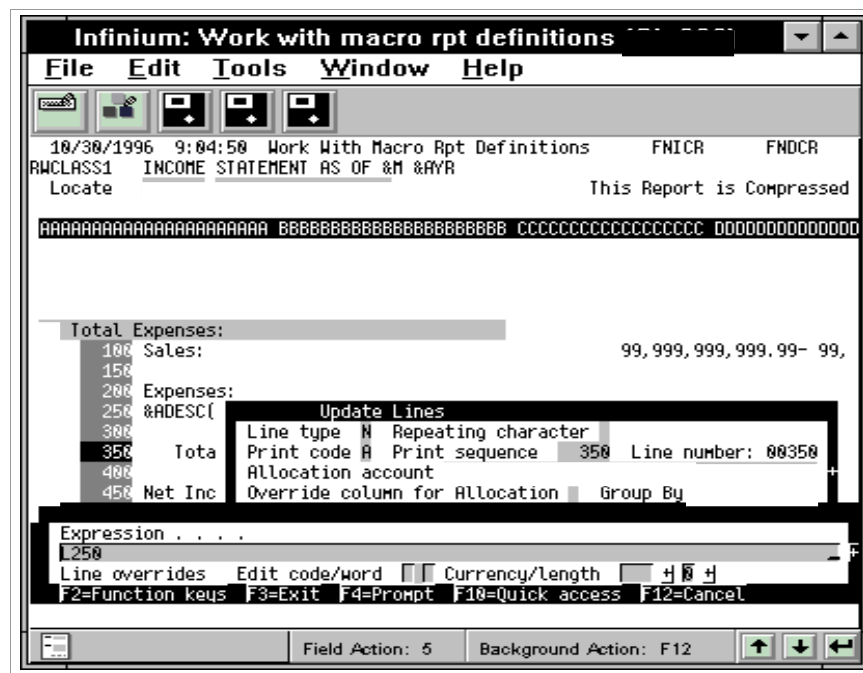 Infinium: Work with macro rpt definitions
File Edit Tools Window Help
10/30/1996 9:04:50 Work With Macro Rpt Definitions FNICR FNDCR
RWCLASS1 INCOME STATEMENT AS OF &M &AYR
Locate This Report is Compressed
AAAAAAAAAAAAAAAAAAAAAA BBBBBBBBBBBBBBBBBBBBBB CCCCCCCCCCCCCCCCCC DDDDDDDDDDDDDD
Total Expenses:
100 Sales: 99,999,999,999.99- 99,
150
200 Expenses:
250 &ADESC( Update Lines
300 Line type N Repeating character
350 Tota Print code A Print sequence 350 Line number: 00350
400 Allocation account +
450 Net Inc Override column for Allocation Group By
Expression . . . .
L250 +
Line overrides Edit code/word Currency/length + 0 +
F2=Function keys F3=Exit F4=Prompt F10=Quick access F12=Cancel
Field Action: 5 Background Action: F12